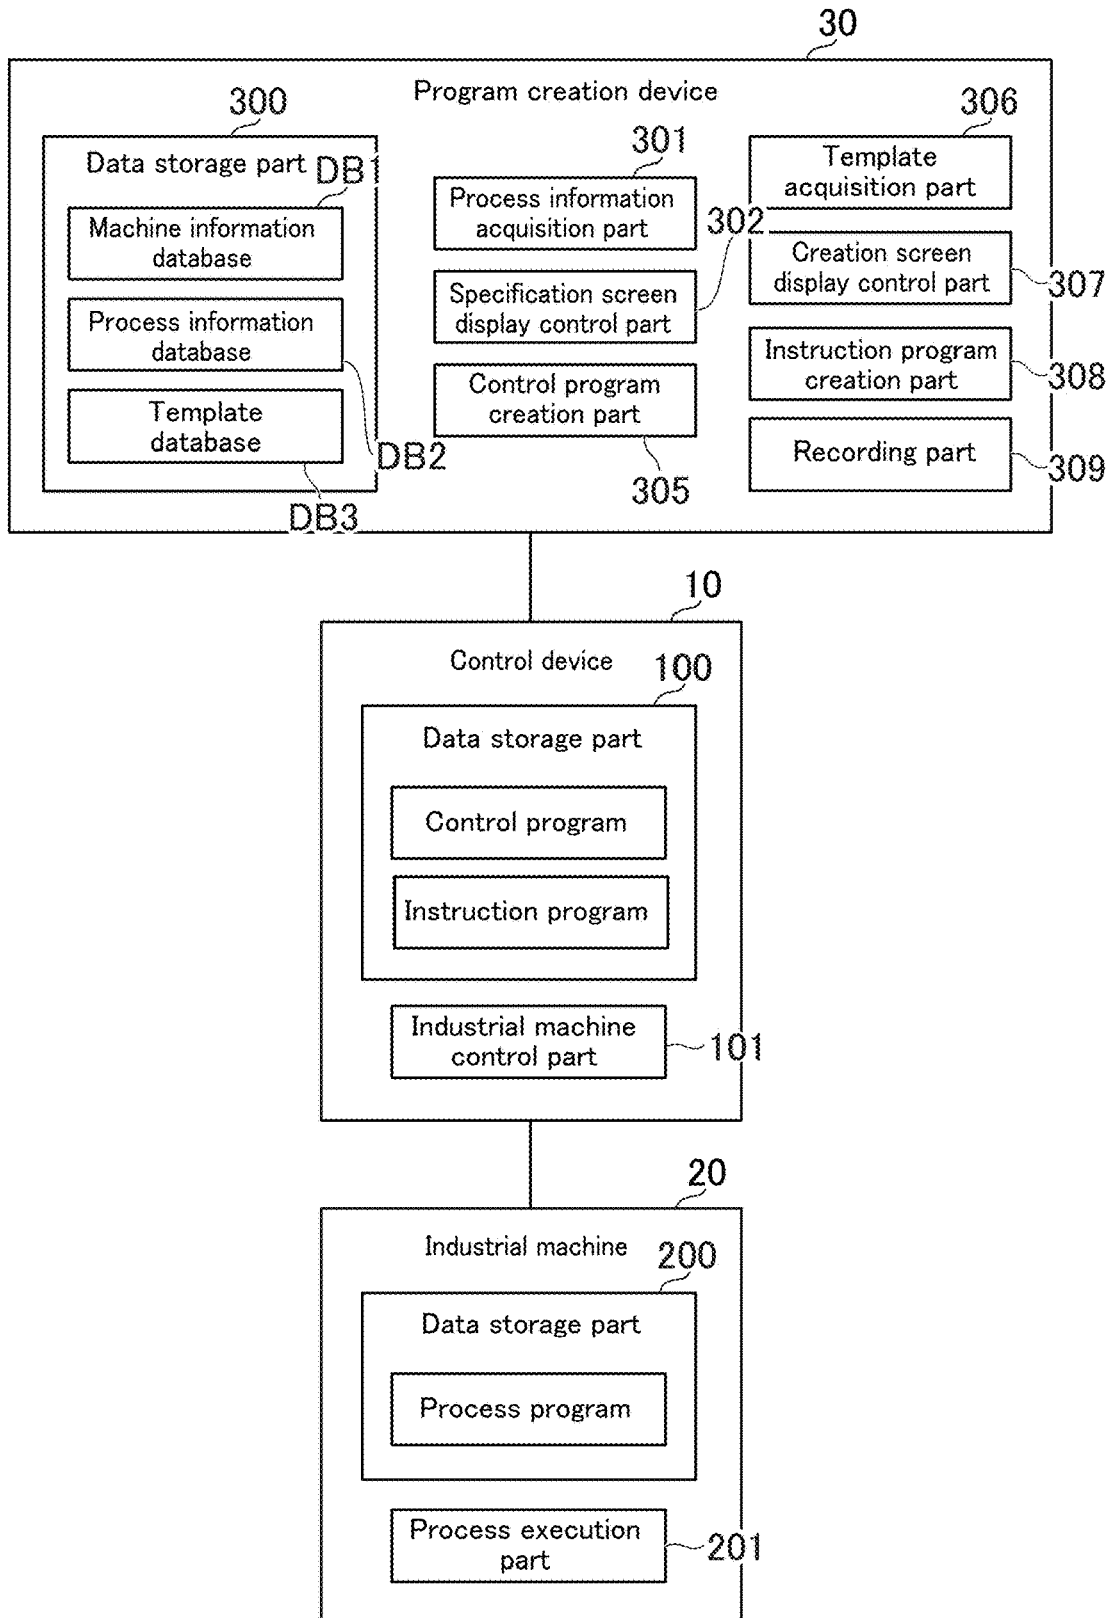 30
Program creation device
300
Data storage part
DB1
Machine information
database
Process information
database
DB2
Template
database
DB3
301
Process information
acquisition part
302
Specification screen
display control part
Control program
creation part
305
306
Template
acquisition part
Creation screen
display control part
307
Instruction program
creation part
308
Recording part
309
10
Control device
100
Data storage part
Control program
Instruction program
Industrial machine
control part
101
20
Industrial machine
200
Data storage part
Process program
Process execution
part
201